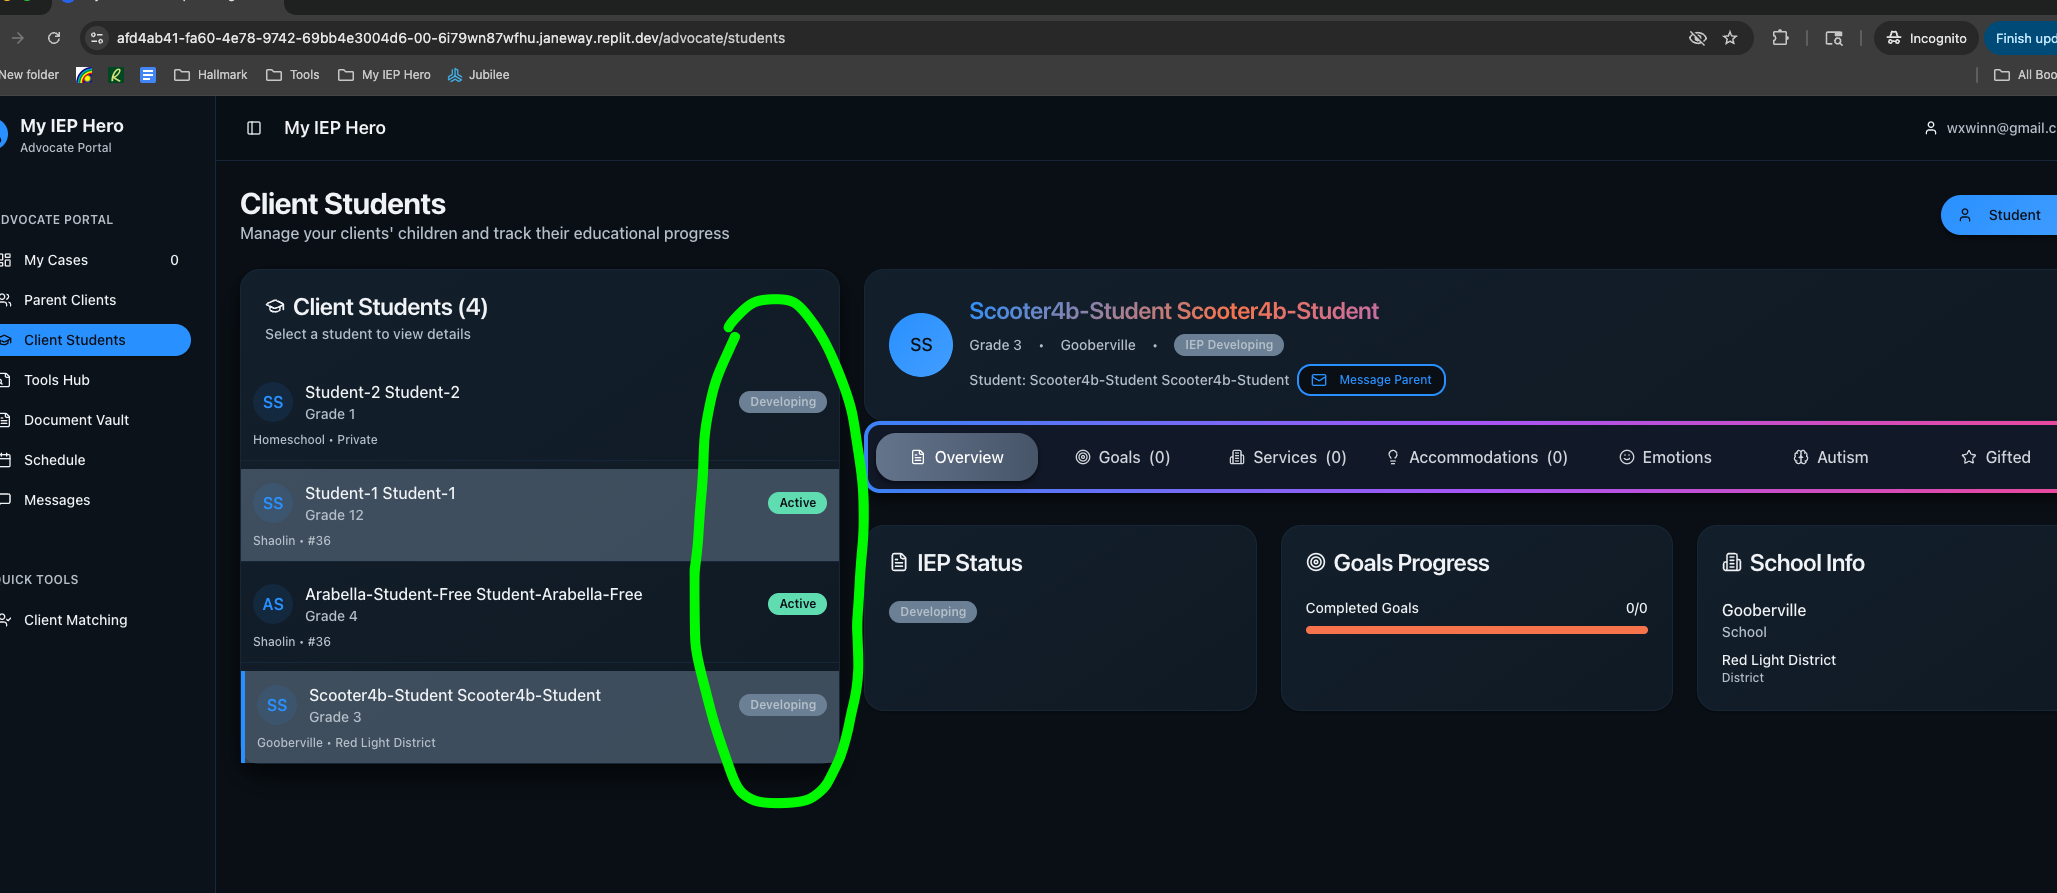 afd4ab41-fa60-4e78-9742-69bb4e3004d6-00-6i79wn87wfhu.janeway.replit.dev/advocate/students
Incognito
Finish upd
New folder
Hallmark
Tools
My IEP Hero
Jubilee
All Boo
My IEP Hero
Advocate Portal
My IEP Hero
wxwinn@gmail.c
DVOCATE PORTAL
My Cases 0
Parent Clients
Client Students
Tools Hub
Document Vault
Schedule
Messages
UICK TOOLS
Client Matching
Client Students
Manage your clients' children and track their educational progress
Student
Client Students (4)
Select a student to view details
SS
Student-2 Student-2
Grade 1
Developing
Homeschool • Private
SS
Student-1 Student-1
Grade 12
Active
Shaolin • #36
AS
Arabella-Student-Free Student-Arabella-Free
Grade 4
Active
Shaolin • #36
SS
Scooter4b-Student Scooter4b-Student
Grade 3
Developing
Gooberville • Red Light District
SS
Scooter4b-Student Scooter4b-Student
Grade 3 • Gooberville • IEP Developing
Student: Scooter4b-Student Scooter4b-Student
Message Parent
Overview
Goals (0)
Services (0)
Accommodations (0)
Emotions
Autism
Gifted
IEP Status
Developing
Goals Progress
Completed Goals 0/0
School Info
Gooberville
School
Red Light District
District